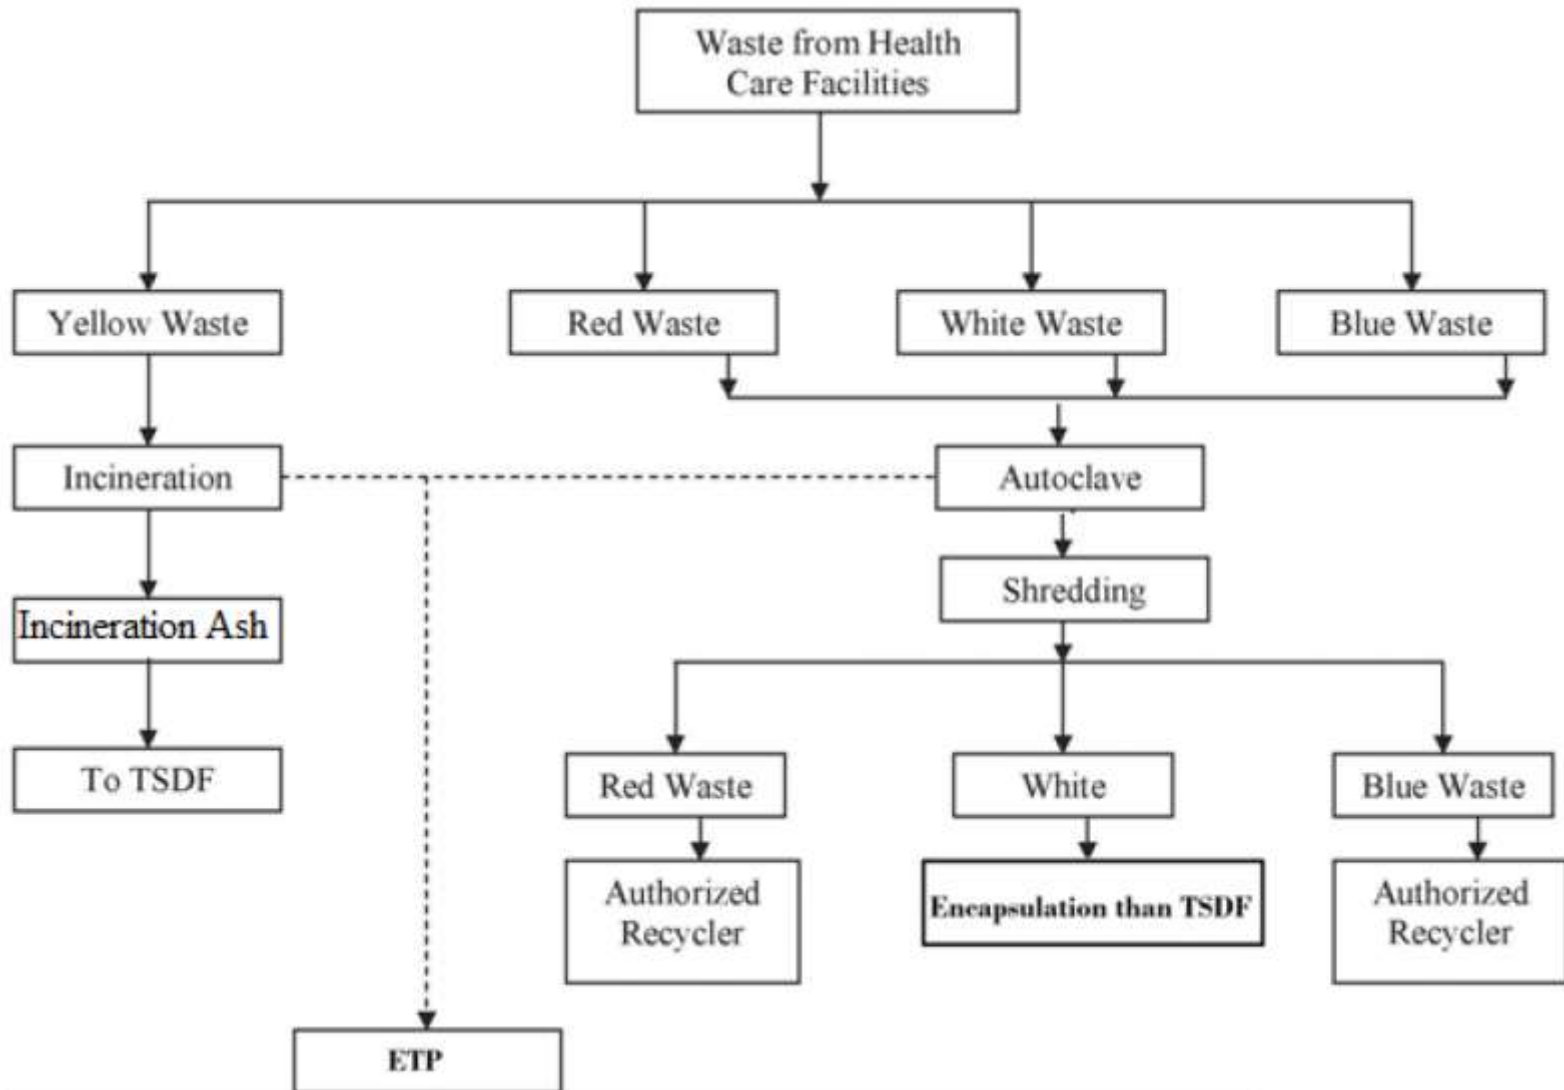 Waste from Health
Care Facilities
Yellow Waste
Red Waste
White Waste
Blue Waste
Incineration
Autoclave
Shredding
Incineration Ash
To TSDF
Red Waste
White
Blue Waste
Authorized
Recycler
Encapsulation than TSDF
Authorized
Recycler
ETP